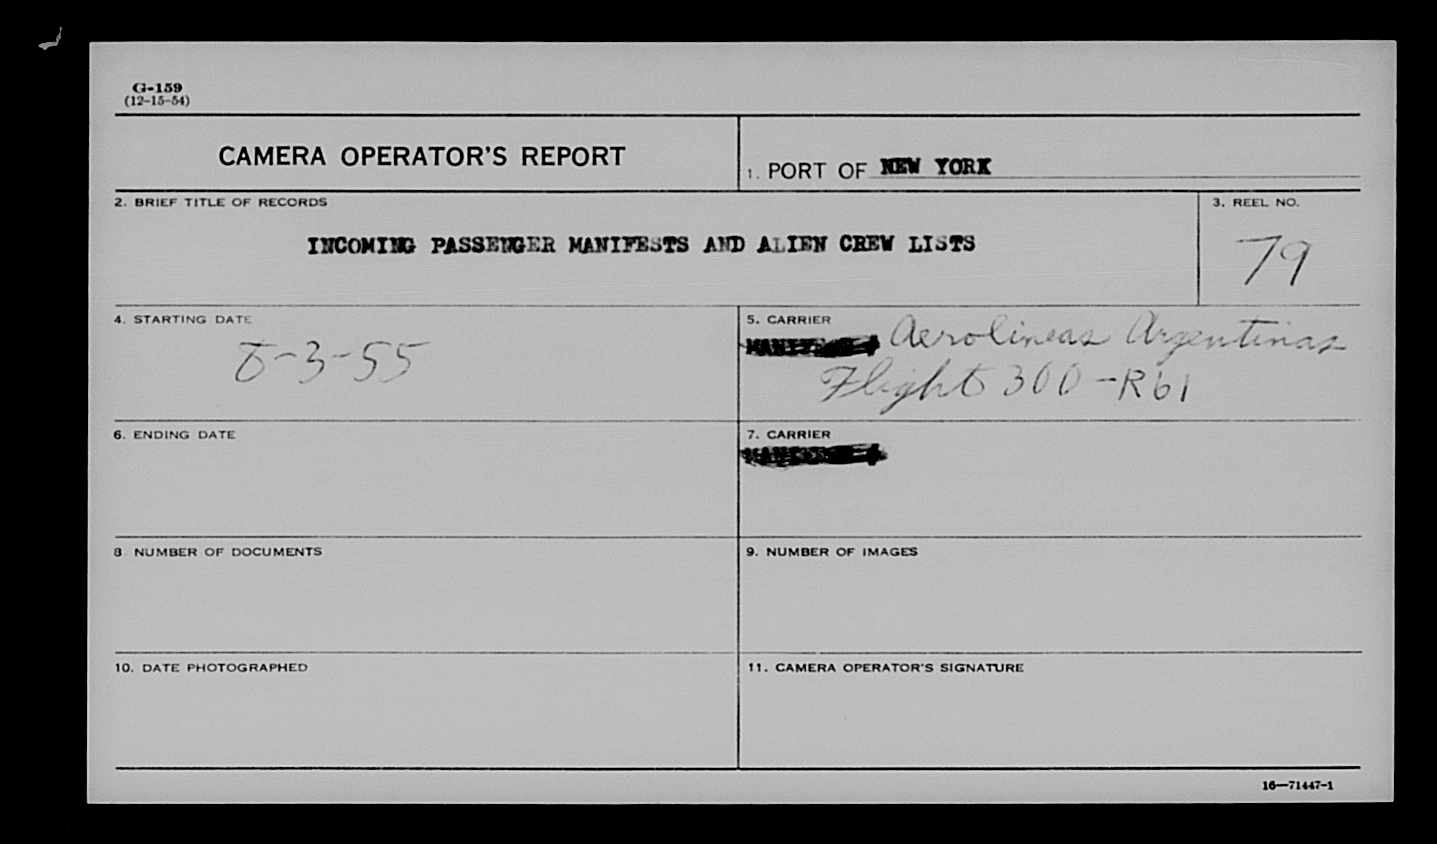 G-159
(12-15-54)
CAMERA OPERATOR'S REPORT
1. PORT OF NEW YORK
2. BRIEF TITLE OF RECORDS
INCOMING PASSENGER MANIFESTS AND ALIEN CREW LISTS
3. REEL NO.
79
4. STARTING DATE
8-3-55
5. CARRIER
Aerolineas Argentinas
Flight 300-R61
6. ENDING DATE
7. CARRIER
8 NUMBER OF DOCUMENTS
9. NUMBER OF IMAGES
10. DATE PHOTOGRAPHED
11. CAMERA OPERATOR'S SIGNATURE
16—71447-1